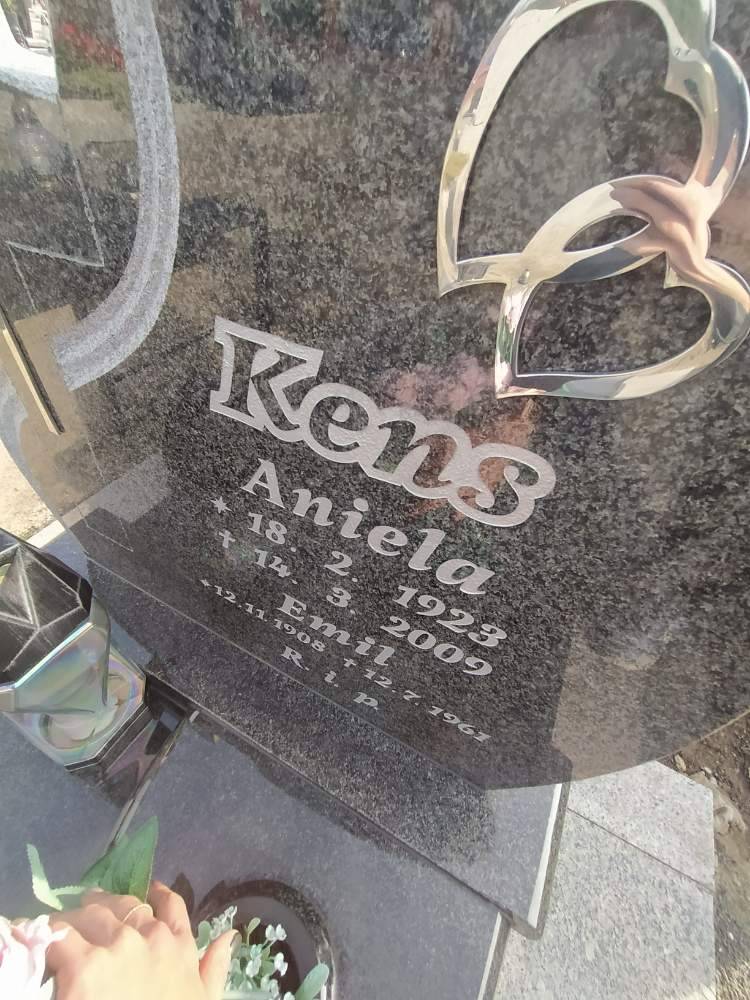 Kens
Aniela
* 18. 2. 1923
† 14. 3. 2009
Emil
*12.11.1908 † 12.7.1961
R. i. p.